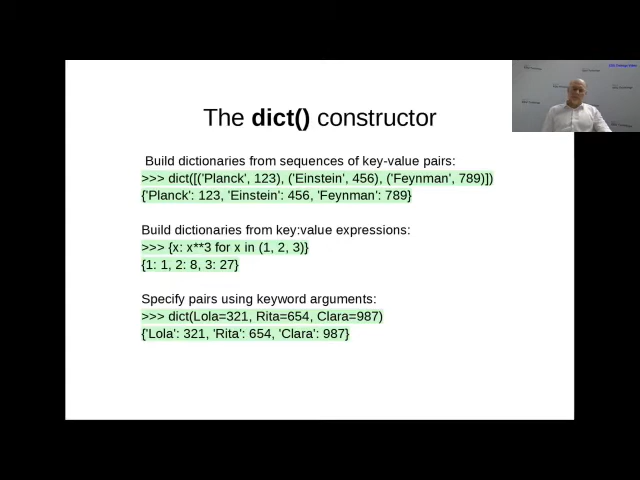 The dict() constructor
Build dictionaries from sequences of key-value pairs:
>>> dict([('Planck', 123), ('Einstein', 456), ('Feynman', 789)])
{'Planck': 123, 'Einstein': 456, 'Feynman': 789}
Build dictionaries from key:value expressions:
>>> {x: x**3 for x in (1, 2, 3)}
{1: 1, 2: 8, 3: 27}
Specify pairs using keyword arguments:
>>> dict(Lola=321, Rita=654, Clara=987)
{'Lola': 321, 'Rita': 654, 'Clara': 987}